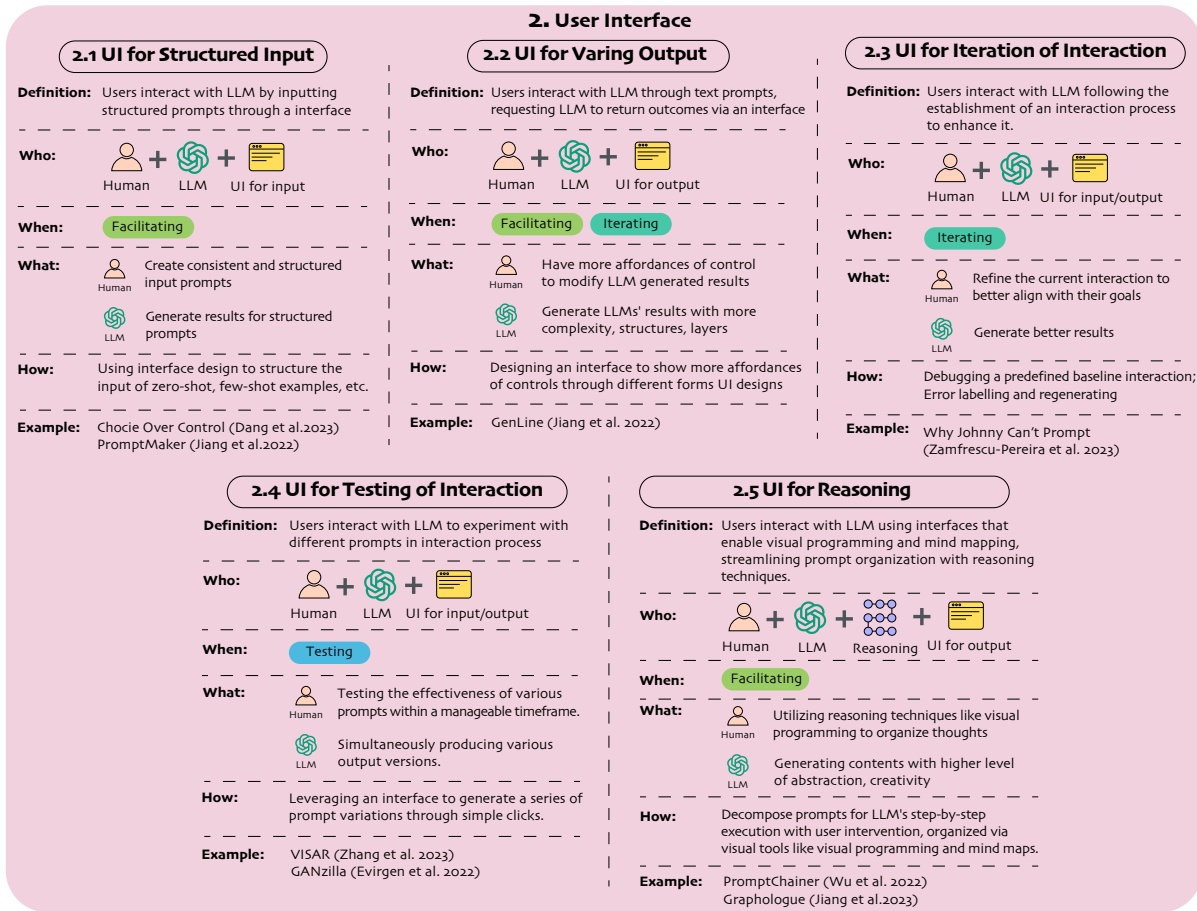 2. User Interface
2.1 UI for Structured Input
Definition: Users interact with LLM by inputting
structured prompts through a interface
Who:
Human + LLM + UI for input
When: Facilitating
What:
Human
Create consistent and structured
input prompts
LLM
Generate results for structured
prompts
How: Using interface design to structure the
input of zero-shot, few-shot examples, etc.
Example: Chocie Over Control (Dang et al.2023)
PromptMaker (Jiang et al.2022)
2.2 UI for Varing Output
Definition: Users interact with LLM through text prompts,
requesting LLM to return outcomes via an interface
Who:
Human + LLM + UI for output
When: Facilitating Iterating
What:
Human
Have more affordances of control
to modify LLM generated results
LLM
Generate LLMs' results with more
complexity, structures, layers
How: Designing an interface to show more affordances
of controls through different forms UI designs
Example: GenLine (Jiang et al. 2022)
2.3 UI for Iteration of Interaction
Definition: Users interact with LLM following the
establishment of an interaction process
to enhance it.
Who:
Human + LLM + UI for input/output
When: Iterating
What:
Human
Refine the current interaction to
better align with their goals
LLM
Generate better results
How: Debugging a predefined baseline interaction;
Error labelling and regenerating
Example: Why Johnny Can't Prompt
(Zamfrescu-Pereira et al. 2023)
2.4 UI for Testing of Interaction
Definition: Users interact with LLM to experiment with
different prompts in interaction process
Who:
Human + LLM + UI for input/output
When: Testing
What:
Human
Testing the effectiveness of various
prompts within a manageable timeframe.
LLM
Simultaneously producing various
output versions.
How: Leveraging an interface to generate a series of
prompt variations through simple clicks.
Example: VISAR (Zhang et al. 2023)
GANzilla (Evirgen et al. 2022)
2.5 UI for Reasoning
Definition: Users interact with LLM using interfaces that
enable visual programming and mind mapping,
streamlining prompt organization with reasoning
techniques.
Who:
Human + LLM + Reasoning + UI for output
When: Facilitating
What:
Human
Utilizing reasoning techniques like visual
programming to organize thoughts
LLM
Generating contents with higher level
of abstraction, creativity
How: Decompose prompts for LLM's step-by-step
execution with user intervention, organized via
visual tools like visual programming and mind maps.
Example: PromptChainer (Wu et al. 2022)
Graphologue (Jiang et al.2023)